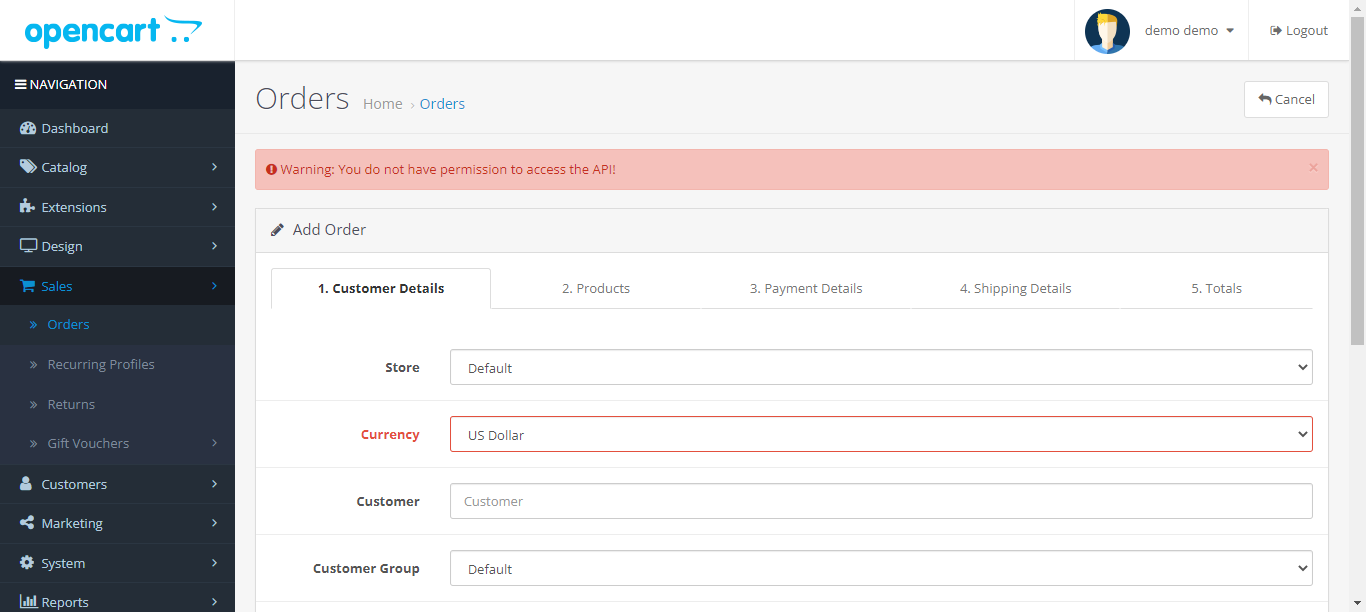 opencart
demo demo
Logout
NAVIGATION
Dashboard
Catalog
Extensions
Design
Sales
Orders
Recurring Profiles
Returns
Gift Vouchers
Customers
Marketing
System
Reports
Orders Home › Orders
Cancel
Warning: You do not have permission to access the API! ×
Add Order
1. Customer Details 2. Products 3. Payment Details 4. Shipping Details 5. Totals
Store Default
Currency US Dollar
Customer Customer
Customer Group Default